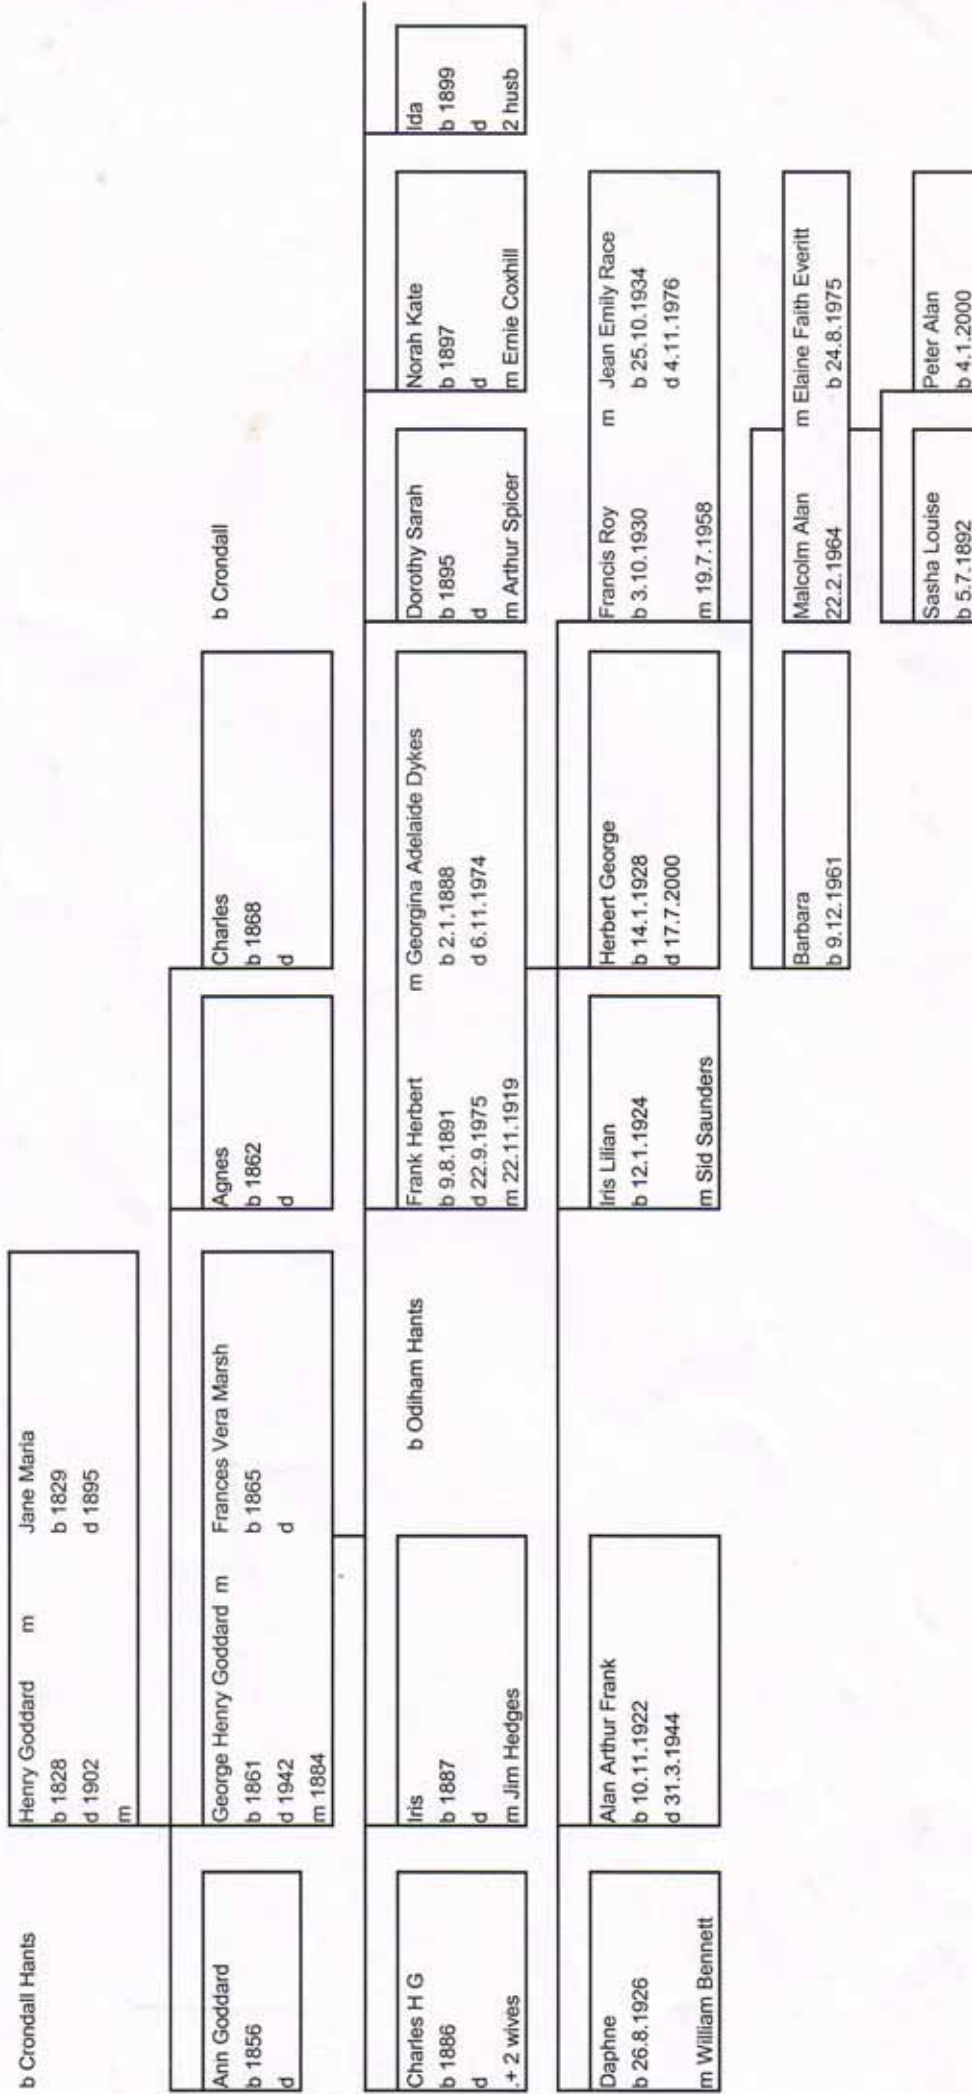 b Crondall Hants
Henry Goddard m Jane Maria
b 1828 b 1829
d 1902 d 1895
m
Ann Goddard
b 1856
d
George Henry Goddard m Frances Vera Marsh
b 1861 b 1865
d 1942 d
m 1884
Agnes
b 1862
d
Charles
b 1868
d
b Crondall
Charles H G
b 1886
d
.+ 2 wives
Iris
b 1887
d
m Jim Hedges
b Odiham Hants
Frank Herbert m Georgina Adelaide Dykes
b 9.8.1891 b 2.1.1888
d 22.9.1975 d 6.11.1974
m 22.11.1919
Dorothy Sarah
b 1895
d
m Arthur Spicer
Norah Kate
b 1897
d
m Ernie Coxhill
Ida
b 1899
d
2 husb
Daphne
b 26.8.1926
m William Bennett
Alan Arthur Frank
b 10.11.1922
d 31.3.1944
Iris Lilian
b 12.1.1924
m Sid Saunders
Herbert George
b 14.1.1928
d 17.7.2000
Francis Roy m Jean Emily Race
b 3.10.1930 b 25.10.1934
d 4.11.1976
m 19.7.1958
Barbara
b 9.12.1961
Malcolm Alan m Elaine Faith Everitt
22.2.1964 b 24.8.1975
Sasha Louise
b 5.7.1892
Peter Alan
b 4.1.2000